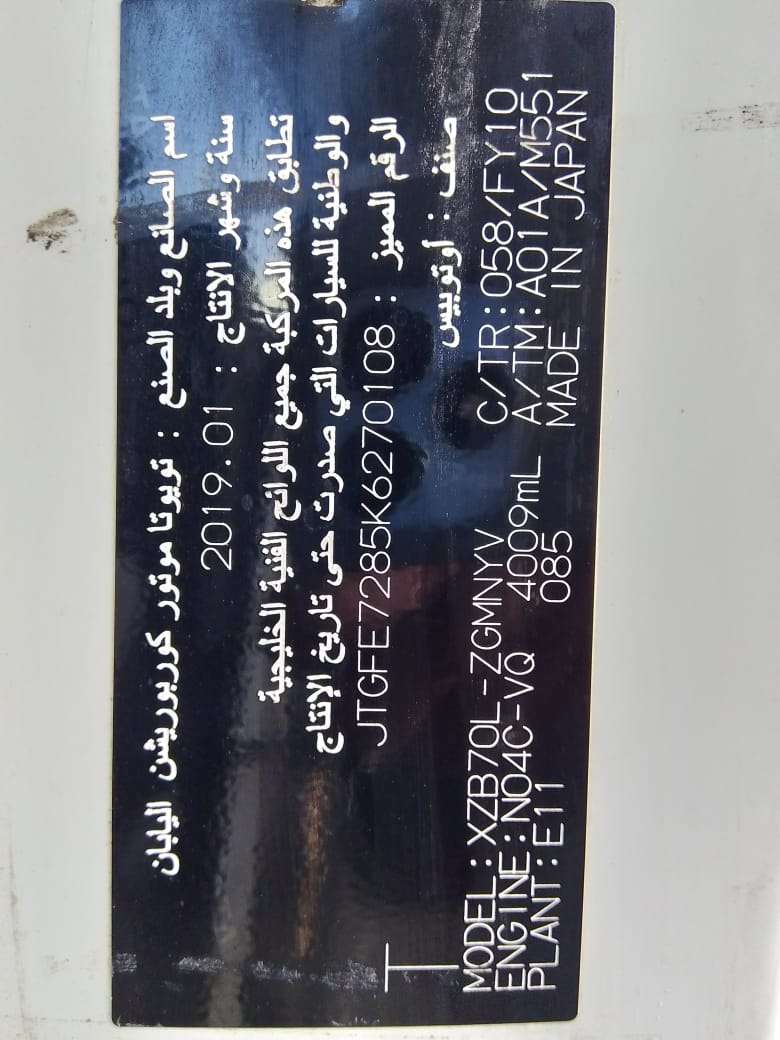 اسم الصانع وبلد الصنع : تويوتا موتور كوربوريشن اليابان
سنة وشهر الانتاج : 2019.01
تطابق هذه المركبة جميع اللوائح الفنية الخليجية
والوطنية للسيارات التي صدرت حتى تاريخ الإنتاج
الرقم المميز : JTGFE7285K6270108
صنف : أوتوبيس
MODEL : XZB70L-ZGMNYV C/TR : 058/FY10
ENGINE : N04C-VQ 4009mL A/TM : A01A/M551
PLANT : E11 085 MADE IN JAPAN